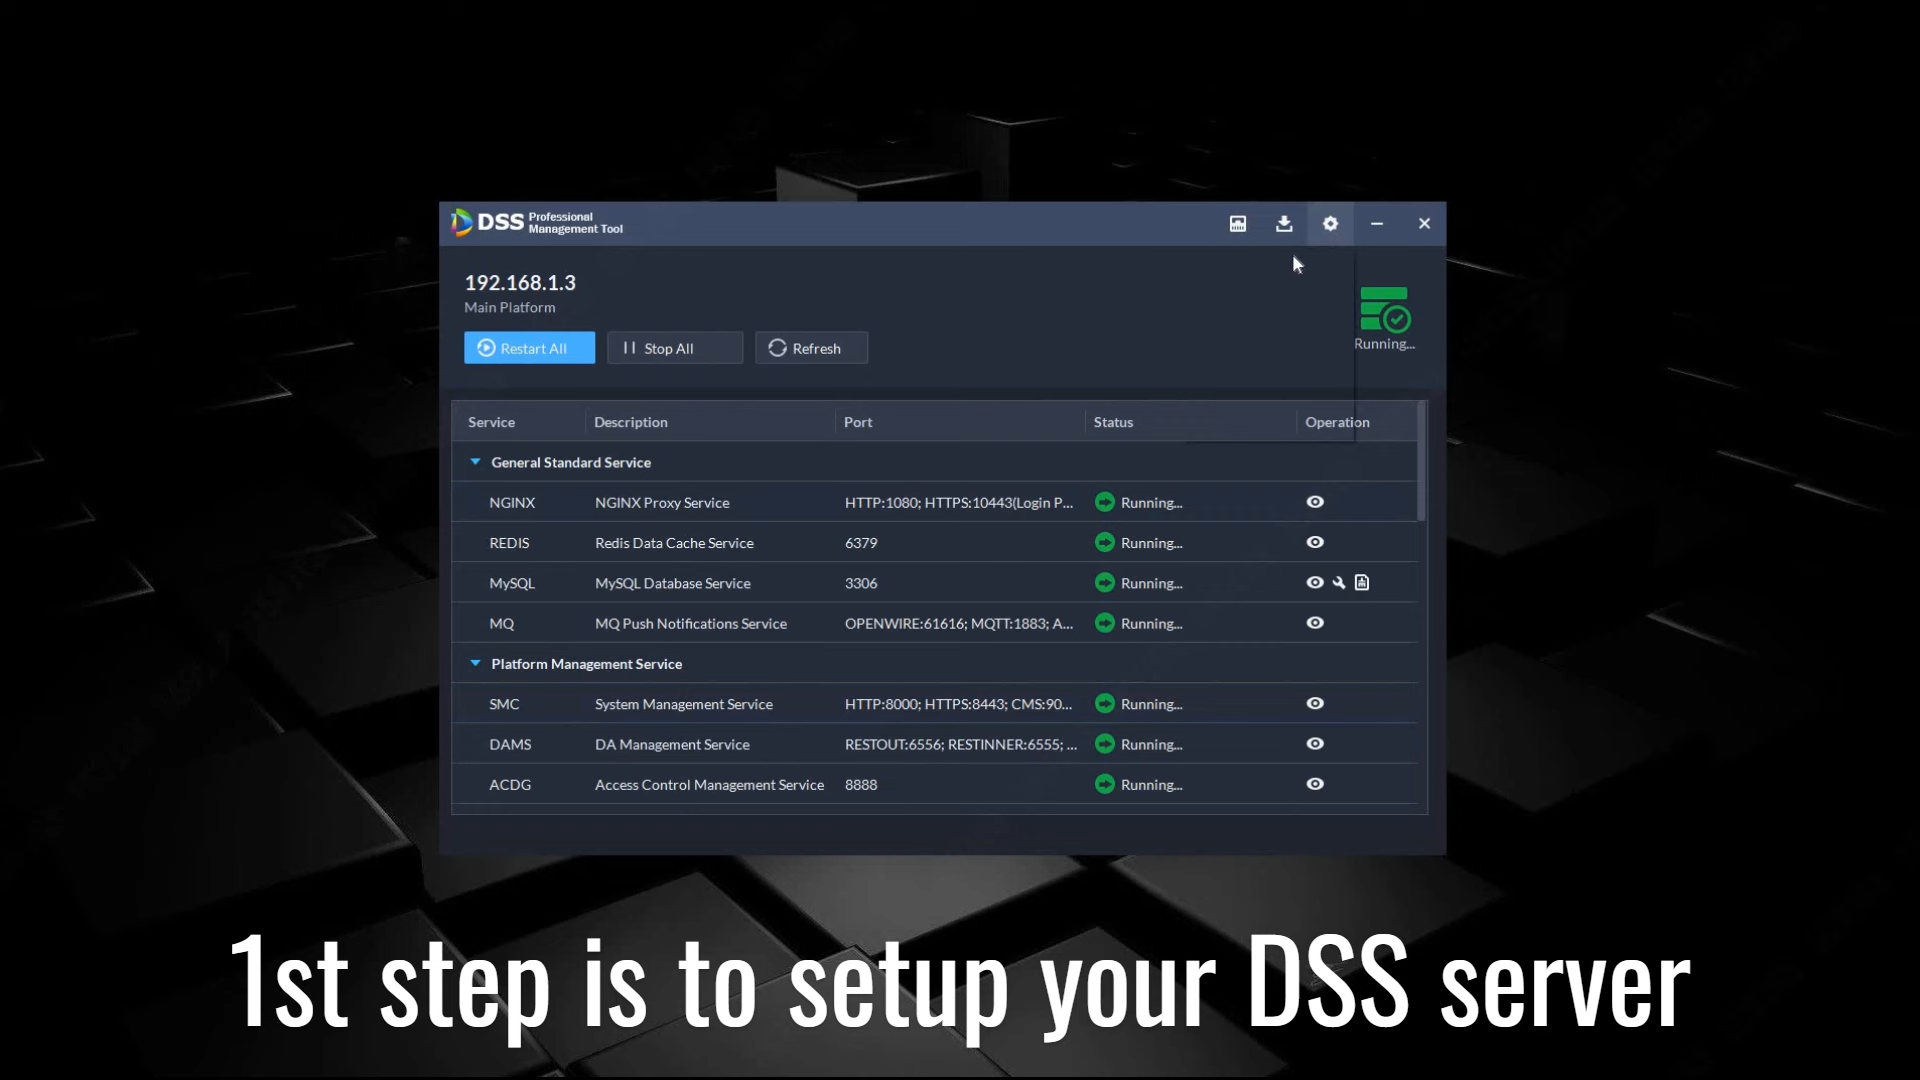 DSS Professional
Management Tool
192.168.1.3
Main Platform
Running...
Restart All
Stop All
Refresh
Service Description Port Status Operation
General Standard Service
NGINX NGINX Proxy Service HTTP:1080; HTTPS:10443(Login P... Running...
REDIS Redis Data Cache Service 6379 Running...
MySQL MySQL Database Service 3306 Running...
MQ MQ Push Notifications Service OPENWIRE:61616; MQTT:1883; A... Running...
Platform Management Service
SMC System Management Service HTTP:8000; HTTPS:8443; CMS:90... Running...
DAMS DA Management Service RESTOUT:6556; RESTINNER:6555; ... Running...
ACDG Access Control Management Service 8888 Running...
1st step is to setup your DSS server